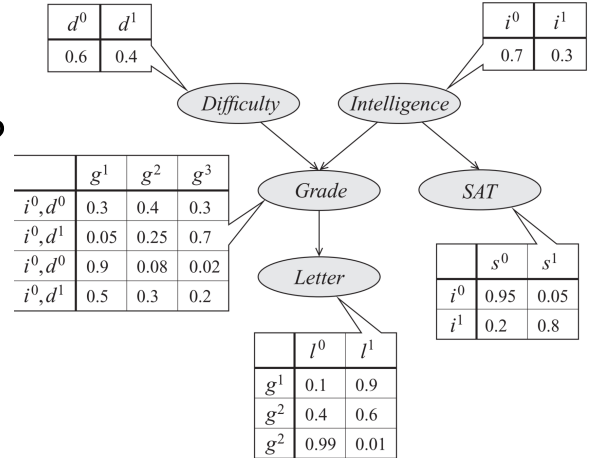 d⁰ d¹
0.6 0.4
i⁰ i¹
0.7 0.3
Difficulty
Intelligence
g¹ g² g³
i⁰,d⁰ 0.3 0.4 0.3
i⁰,d¹ 0.05 0.25 0.7
i⁰,d⁰ 0.9 0.08 0.02
i⁰,d¹ 0.5 0.3 0.2
Grade
SAT
s⁰ s¹
i⁰ 0.95 0.05
i¹ 0.2 0.8
Letter
l⁰ l¹
g¹ 0.1 0.9
g² 0.4 0.6
g² 0.99 0.01